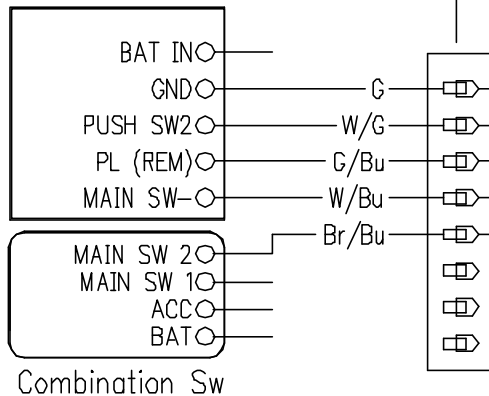 BAT IN
GND G
PUSH SW2 W/G
PL (REM) G/Bu
MAIN SW- W/Bu
Br/Bu
MAIN SW 2
MAIN SW 1
ACC
BAT
Combination Sw